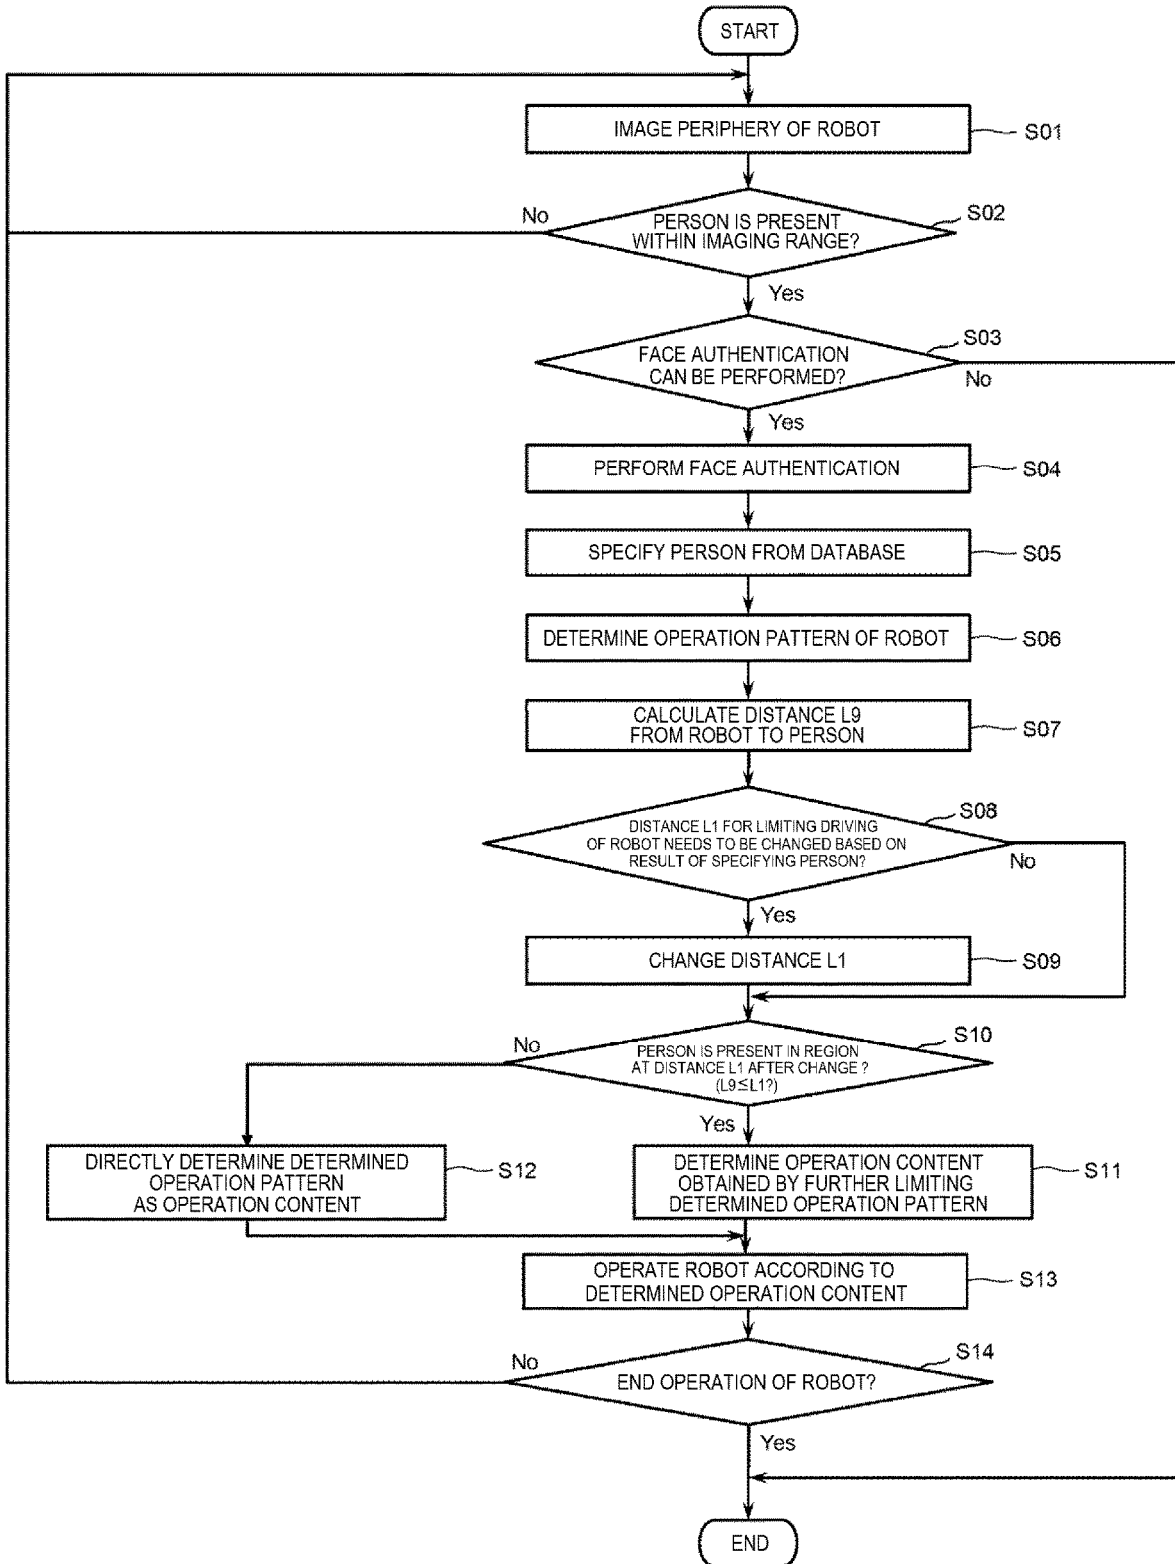 START
IMAGE PERIPHERY OF ROBOT
S01
No
PERSON IS PRESENT
WITHIN IMAGING RANGE?
S02
Yes
FACE AUTHENTICATION
CAN BE PERFORMED?
S03
No
Yes
PERFORM FACE AUTHENTICATION
S04
SPECIFY PERSON FROM DATABASE
S05
DETERMINE OPERATION PATTERN OF ROBOT
S06
CALCULATE DISTANCE L9
FROM ROBOT TO PERSON
S07
DISTANCE L1 FOR LIMITING DRIVING
OF ROBOT NEEDS TO BE CHANGED BASED ON
RESULT OF SPECIFYING PERSON?
S08
No
Yes
CHANGE DISTANCE L1
S09
No
PERSON IS PRESENT IN REGION
AT DISTANCE L1 AFTER CHANGE ?
(L9≦L1?)
S10
Yes
DIRECTLY DETERMINE DETERMINED
OPERATION PATTERN
AS OPERATION CONTENT
S12
DETERMINE OPERATION CONTENT
OBTAINED BY FURTHER LIMITING
DETERMINED OPERATION PATTERN
S11
OPERATE ROBOT ACCORDING TO
DETERMINED OPERATION CONTENT
S13
No
END OPERATION OF ROBOT?
S14
Yes
END